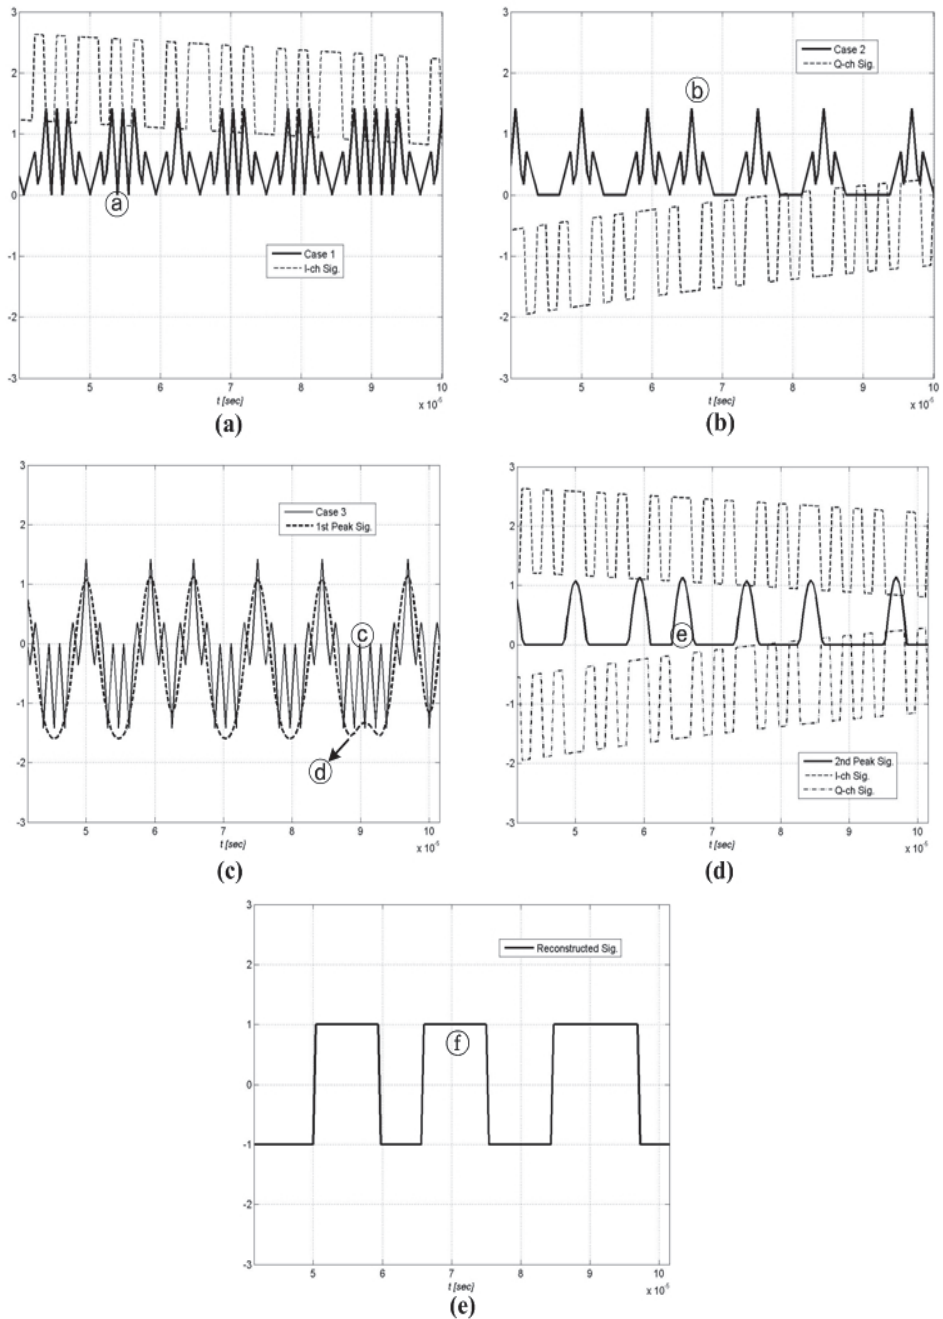 3
2
1
0
-1
-2
-3
5
6
7
8
9
10
t [sec]
x 10⁻⁵
Case 1
I-ch Sig.
ⓐ
(a)
3
2
1
0
-1
-2
-3
5
6
7
8
9
10
t [sec]
x 10⁻⁶
Case 2
Q-ch Sig.
ⓑ
(b)
3
2
1
0
-1
-2
-3
5
6
7
8
9
10
t [sec]
x 10⁻⁵
Case 3
1st Peak Sig.
ⓒ
ⓓ
(c)
3
2
1
0
-1
-2
-3
5
6
7
8
9
10
t [sec]
x 10⁻⁵
ⓔ
2nd Peak Sig.
I-ch Sig.
Q-ch Sig.
(d)
3
2
1
0
-1
-2
-3
5
6
7
8
9
10
t [sec]
x 10⁻⁵
Reconstructed Sig.
ⓕ
(e)